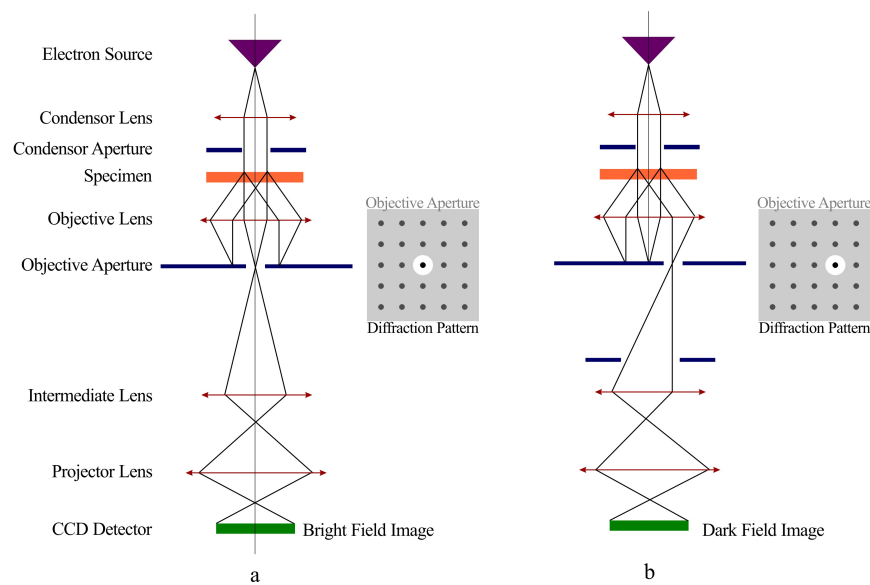 Electron Source
Condensor Lens
Condensor Aperture
Specimen
Objective Lens
Objective Aperture
Intermediate Lens
Projector Lens
CCD Detector
Objective Aperture
Diffraction Pattern
Bright Field Image
a
Objective Aperture
Diffraction Pattern
Dark Field Image
b